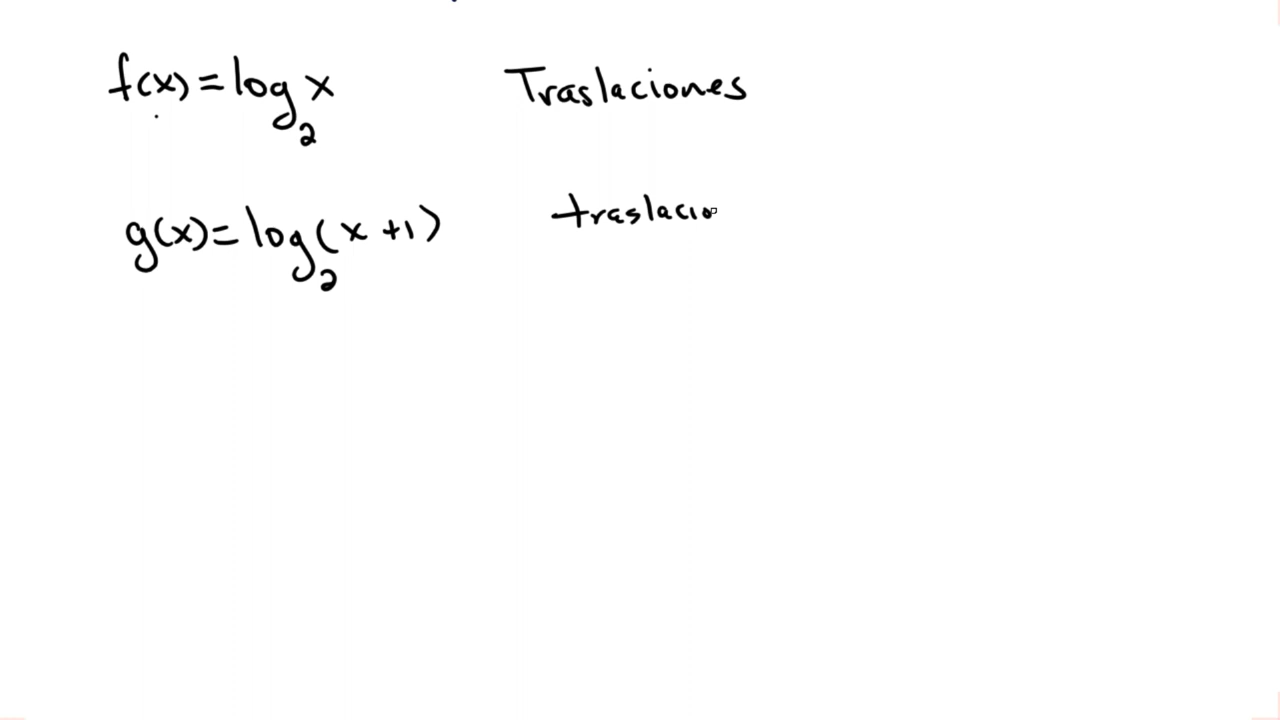 f(x) = log₂ x Traslaciones
g(x) = log₂(x + 1) traslacio